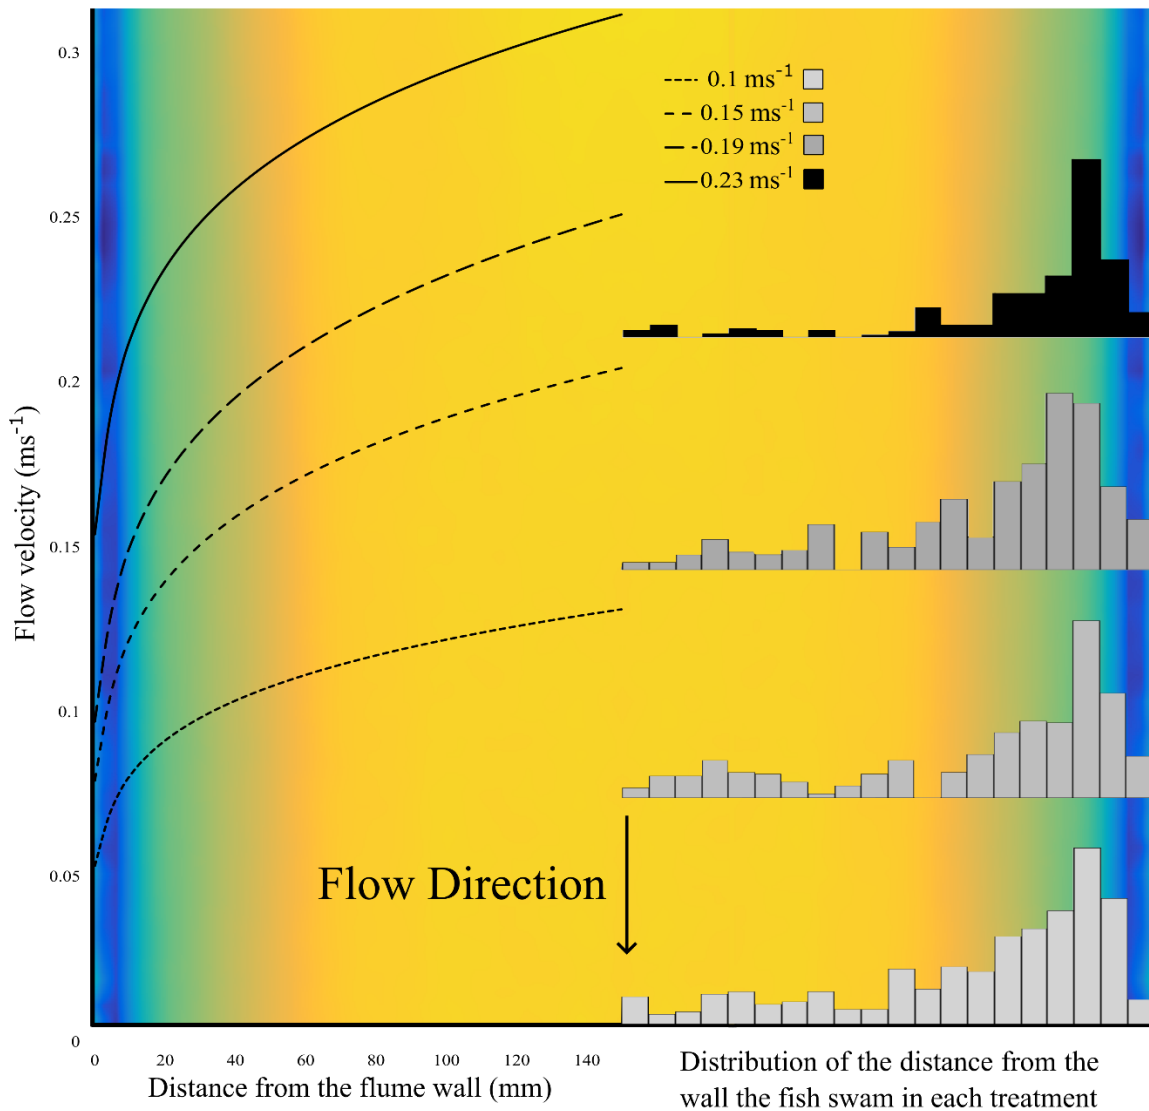 0.3
0.1 ms⁻¹
0.15 ms⁻¹
0.19 ms⁻¹
0.23 ms⁻¹
0.25
0.2
Flow velocity (ms⁻¹)
0.15
0.1
0.05
Flow Direction
0
0 20 40 60 80 100 120 140
Distance from the flume wall (mm)
Distribution of the distance from the
wall the fish swam in each treatment